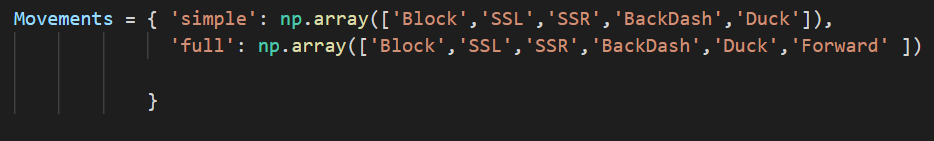 Movements = { 'simple': np.array(['Block','SSL','SSR','BackDash','Duck']),
'full': np.array(['Block','SSL','SSR','BackDash','Duck','Forward' ])
}